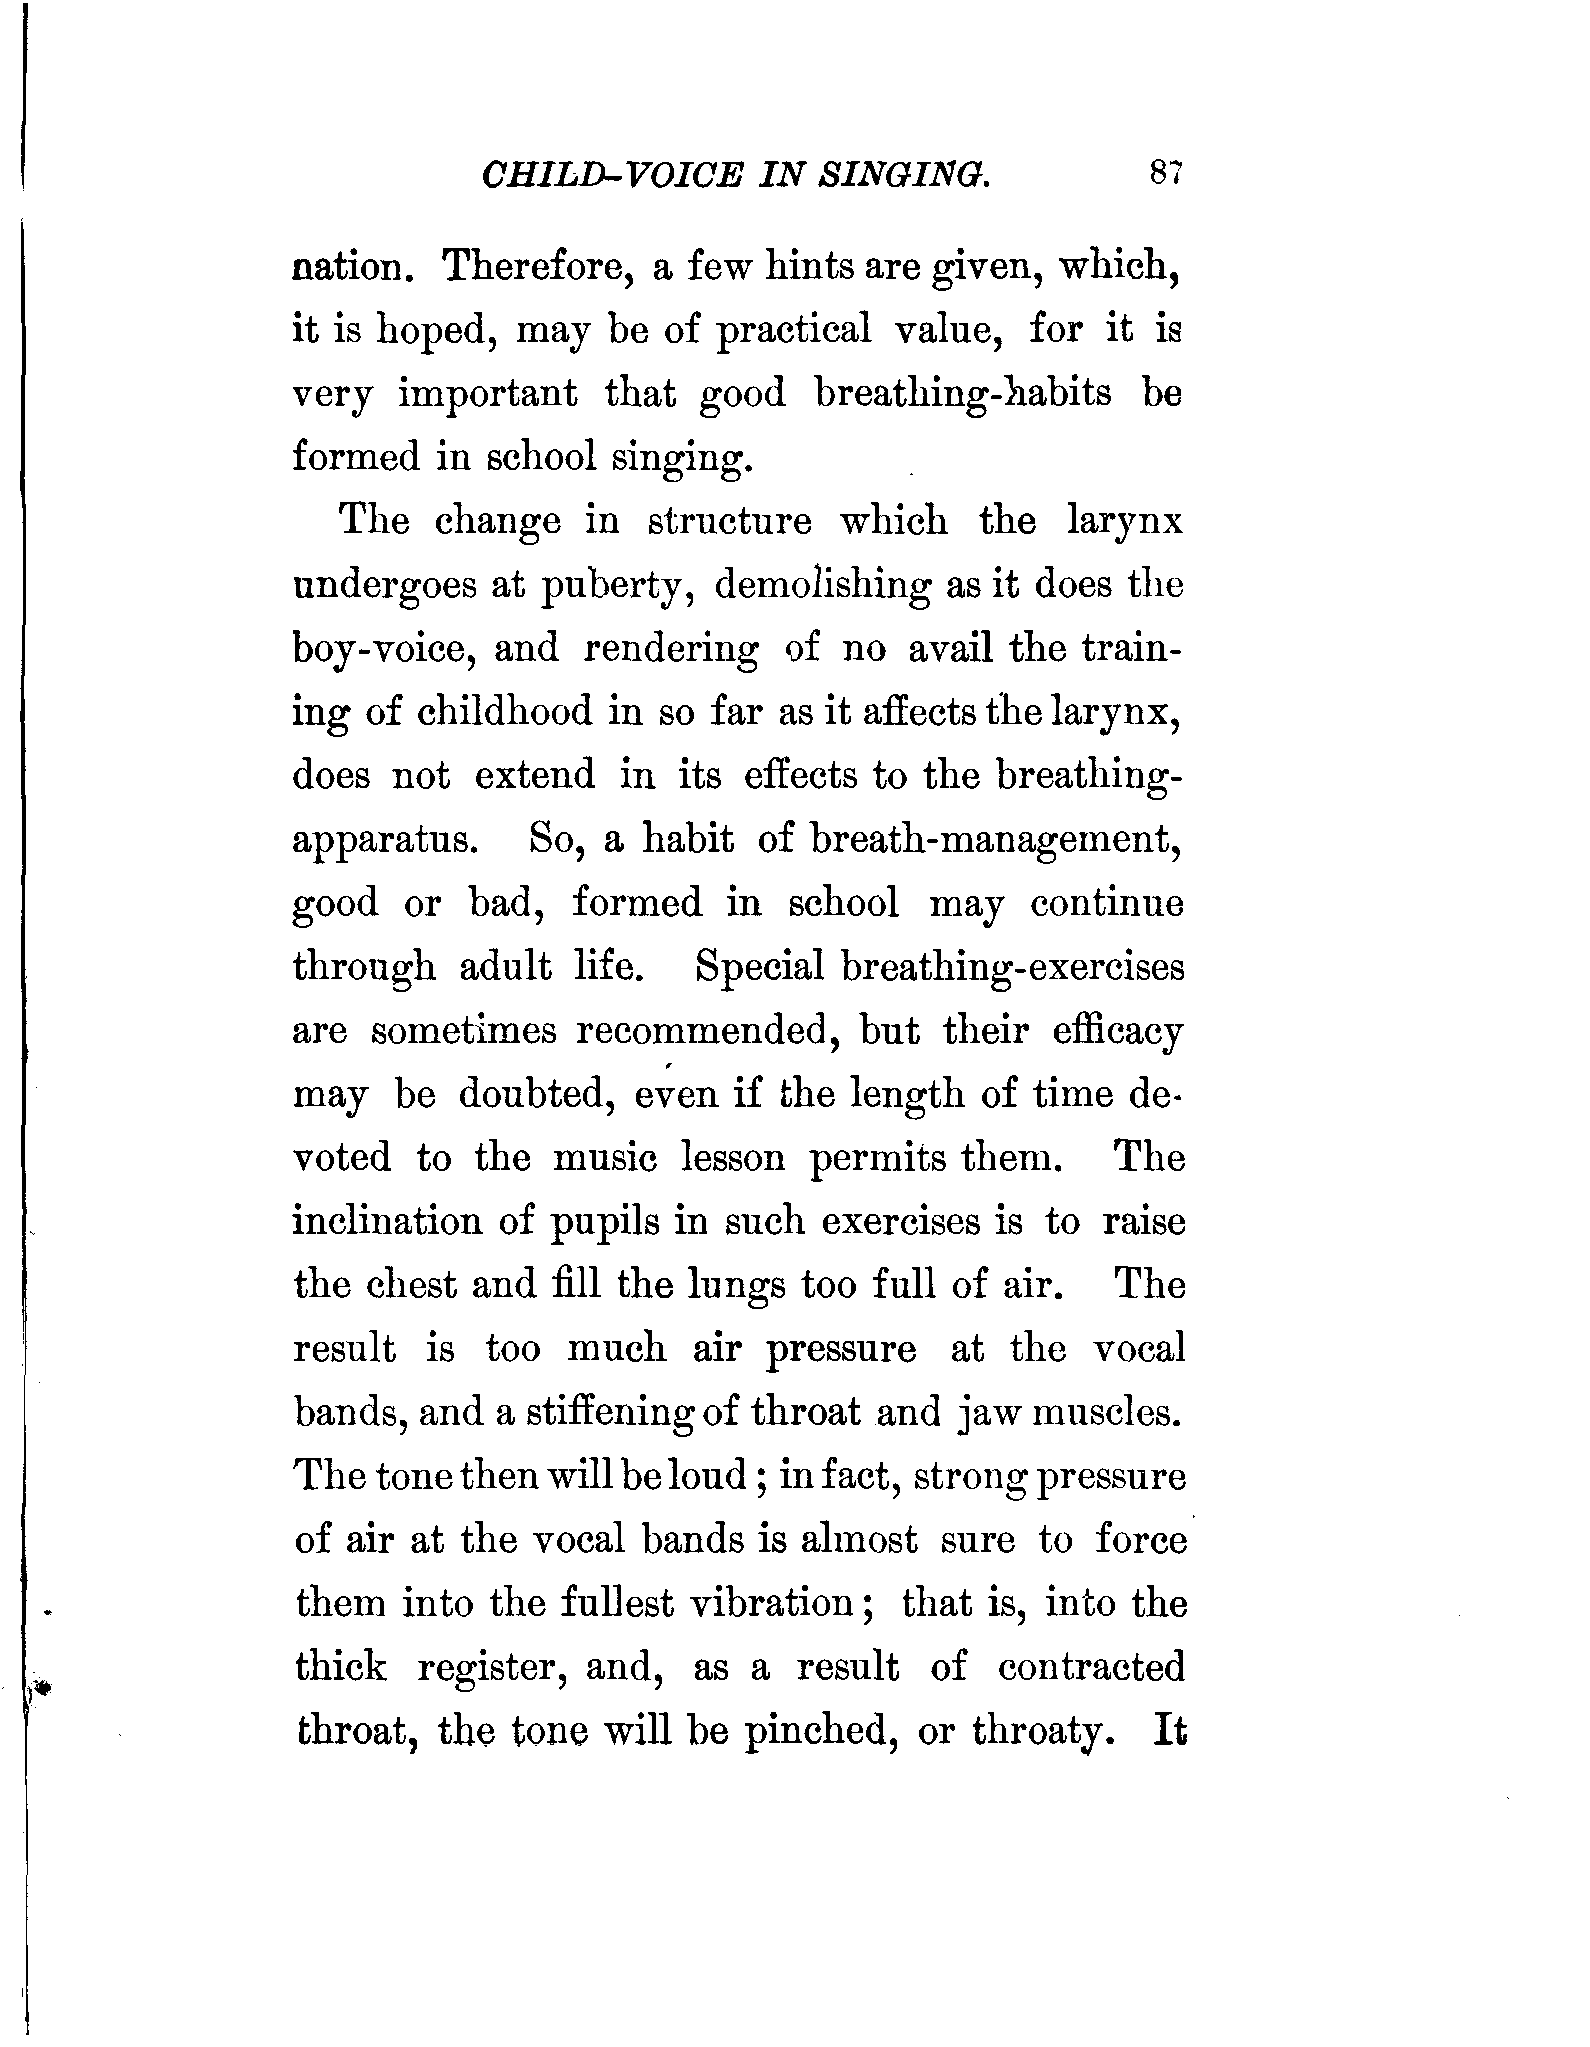 CHILD-VOICE IN SINGING. 87
nation. Therefore, a few hints are given, which,
it is hoped, may be of practical value, for it is
very important that good breathing-habits be
formed in school singing.
The change in structure which the larynx
undergoes at puberty, demolishing as it does the
boy-voice, and rendering of no avail the train-
ing of childhood in so far as it affects the larynx,
does not extend in its effects to the breathing-
apparatus. So, a habit of breath-management,
good or bad, formed in school may continue
through adult life. Special breathing-exercises
are sometimes recommended, but their efficacy
may be doubted, even if the length of time de-
voted to the music lesson permits them. The
inclination of pupils in such exercises is to raise
the chest and fill the lungs too full of air. The
result is too much air pressure at the vocal
bands, and a stiffening of throat and jaw muscles.
The tone then will be loud; in fact, strong pressure
of air at the vocal bands is almost sure to force
them into the fullest vibration; that is, into the
thick register, and, as a result of contracted
throat, the tone will be pinched, or throaty. It